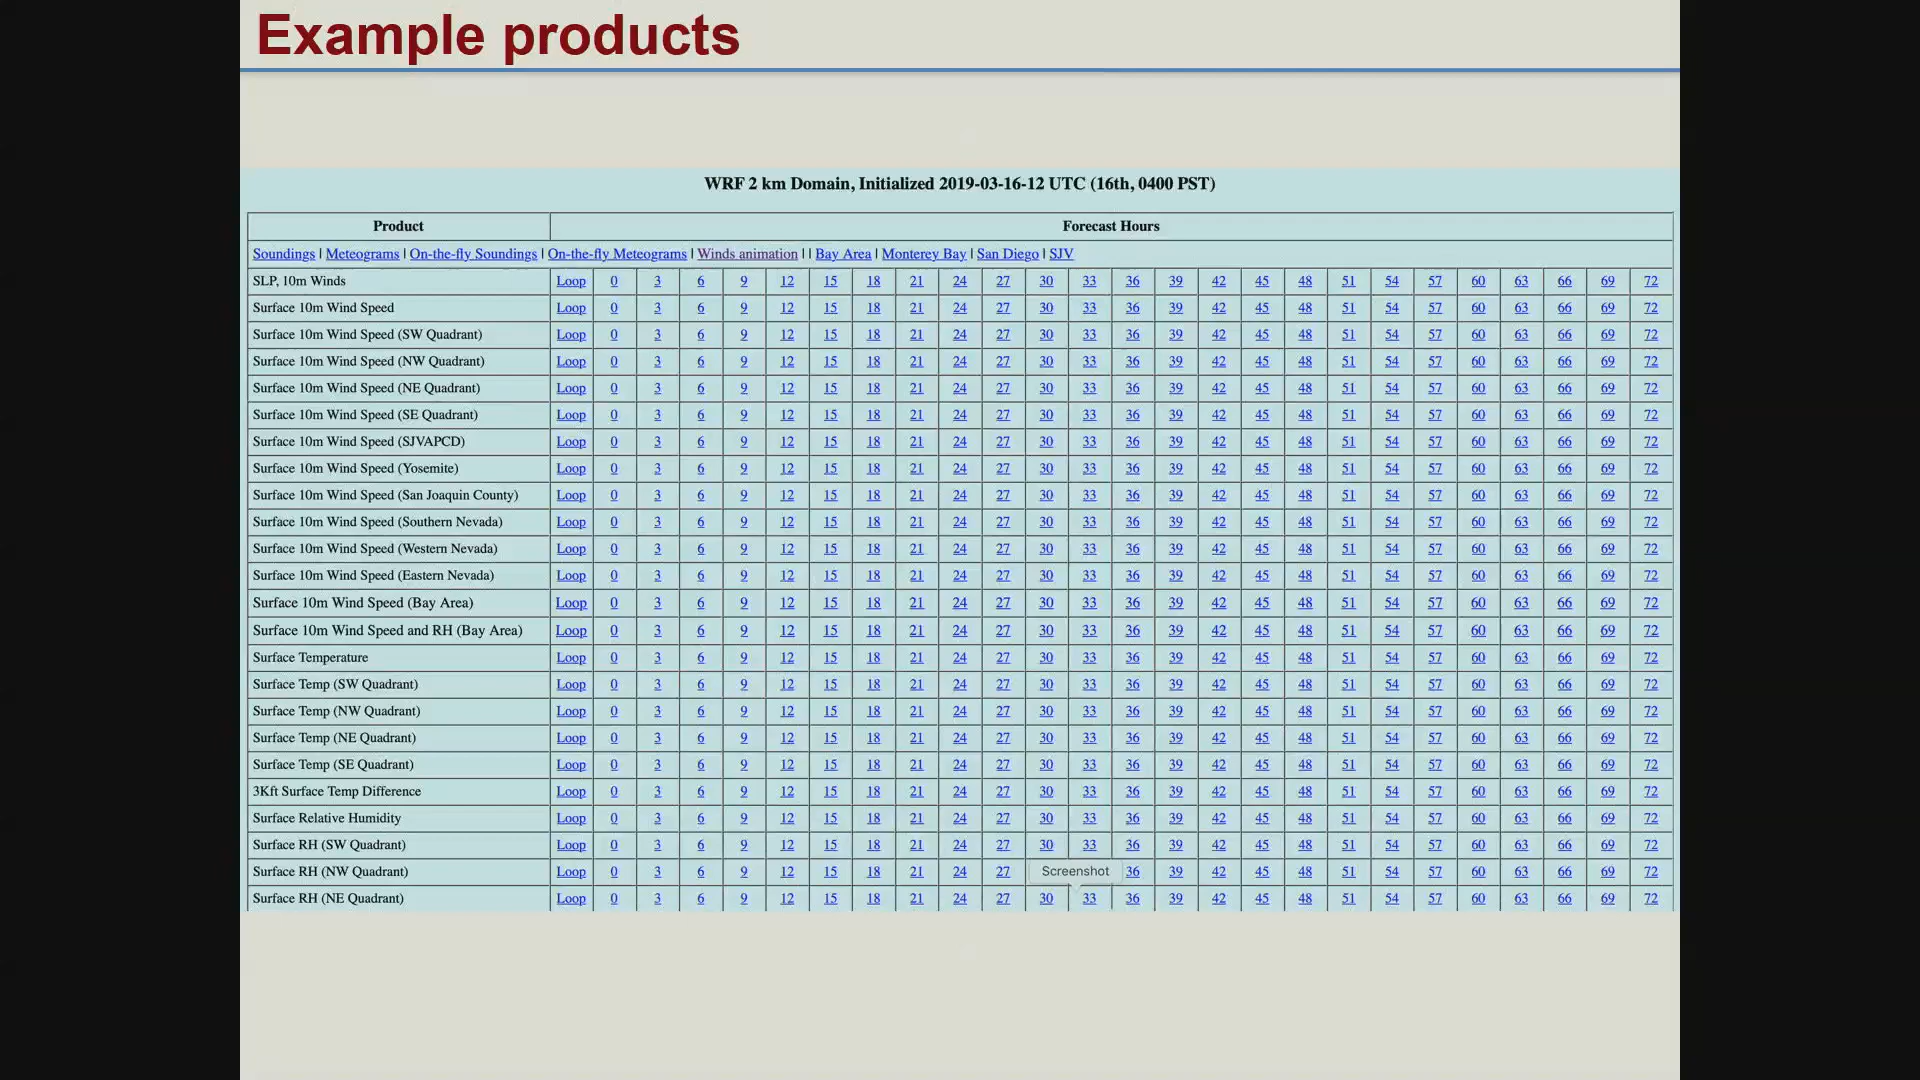 Example products
WRF 2 km Domain, Initialized 2019-03-16-12 UTC (16th, 0400 PST)
Product Forecast Hours
Soundings | Meteograms | On-the-fly Soundings | On-the-fly Meteograms | Winds animation | | Bay Area | Monterey Bay | San Diego | SJV
SLP, 10m Winds Loop 0 3 6 9 12 15 18 21 24 27 30 33 36 39 42 45 48 51 54 57 60 63 66 69 72
Surface 10m Wind Speed Loop 0 3 6 9 12 15 18 21 24 27 30 33 36 39 42 45 48 51 54 57 60 63 66 69 72
Surface 10m Wind Speed (SW Quadrant) Loop 0 3 6 9 12 15 18 21 24 27 30 33 36 39 42 45 48 51 54 57 60 63 66 69 72
Surface 10m Wind Speed (NW Quadrant) Loop 0 3 6 9 12 15 18 21 24 27 30 33 36 39 42 45 48 51 54 57 60 63 66 69 72
Surface 10m Wind Speed (NE Quadrant) Loop 0 3 6 9 12 15 18 21 24 27 30 33 36 39 42 45 48 51 54 57 60 63 66 69 72
Surface 10m Wind Speed (SE Quadrant) Loop 0 3 6 9 12 15 18 21 24 27 30 33 36 39 42 45 48 51 54 57 60 63 66 69 72
Surface 10m Wind Speed (SJVAPCD) Loop 0 3 6 9 12 15 18 21 24 27 30 33 36 39 42 45 48 51 54 57 60 63 66 69 72
Surface 10m Wind Speed (Yosemite) Loop 0 3 6 9 12 15 18 21 24 27 30 33 36 39 42 45 48 51 54 57 60 63 66 69 72
Surface 10m Wind Speed (San Joaquin County) Loop 0 3 6 9 12 15 18 21 24 27 30 33 36 39 42 45 48 51 54 57 60 63 66 69 72
Surface 10m Wind Speed (Southern Nevada) Loop 0 3 6 9 12 15 18 21 24 27 30 33 36 39 42 45 48 51 54 57 60 63 66 69 72
Surface 10m Wind Speed (Western Nevada) Loop 0 3 6 9 12 15 18 21 24 27 30 33 36 39 42 45 48 51 54 57 60 63 66 69 72
Surface 10m Wind Speed (Eastern Nevada) Loop 0 3 6 9 12 15 18 21 24 27 30 33 36 39 42 45 48 51 54 57 60 63 66 69 72
Surface 10m Wind Speed (Bay Area) Loop 0 3 6 9 12 15 18 21 24 27 30 33 36 39 42 45 48 51 54 57 60 63 66 69 72
Surface 10m Wind Speed and RH (Bay Area) Loop 0 3 6 9 12 15 18 21 24 27 30 33 36 39 42 45 48 51 54 57 60 63 66 69 72
Surface Temperature Loop 0 3 6 9 12 15 18 21 24 27 30 33 36 39 42 45 48 51 54 57 60 63 66 69 72
Surface Temp (SW Quadrant) Loop 0 3 6 9 12 15 18 21 24 27 30 33 36 39 42 45 48 51 54 57 60 63 66 69 72
Surface Temp (NW Quadrant) Loop 0 3 6 9 12 15 18 21 24 27 30 33 36 39 42 45 48 51 54 57 60 63 66 69 72
Surface Temp (NE Quadrant) Loop 0 3 6 9 12 15 18 21 24 27 30 33 36 39 42 45 48 51 54 57 60 63 66 69 72
Surface Temp (SE Quadrant) Loop 0 3 6 9 12 15 18 21 24 27 30 33 36 39 42 45 48 51 54 57 60 63 66 69 72
3Kft Surface Temp Difference Loop 0 3 6 9 12 15 18 21 24 27 30 33 36 39 42 45 48 51 54 57 60 63 66 69 72
Surface Relative Humidity Loop 0 3 6 9 12 15 18 21 24 27 30 33 36 39 42 45 48 51 54 57 60 63 66 69 72
Surface RH (SW Quadrant) Loop 0 3 6 9 12 15 18 21 24 27 30 33 36 39 42 45 48 51 54 57 60 63 66 69 72
Surface RH (NW Quadrant) Loop 0 3 6 9 12 15 18 21 24 27 Screenshot 36 39 42 45 48 51 54 57 60 63 66 69 72
Surface RH (NE Quadrant) Loop 0 3 6 9 12 15 18 21 24 27 30 33 36 39 42 45 48 51 54 57 60 63 66 69 72